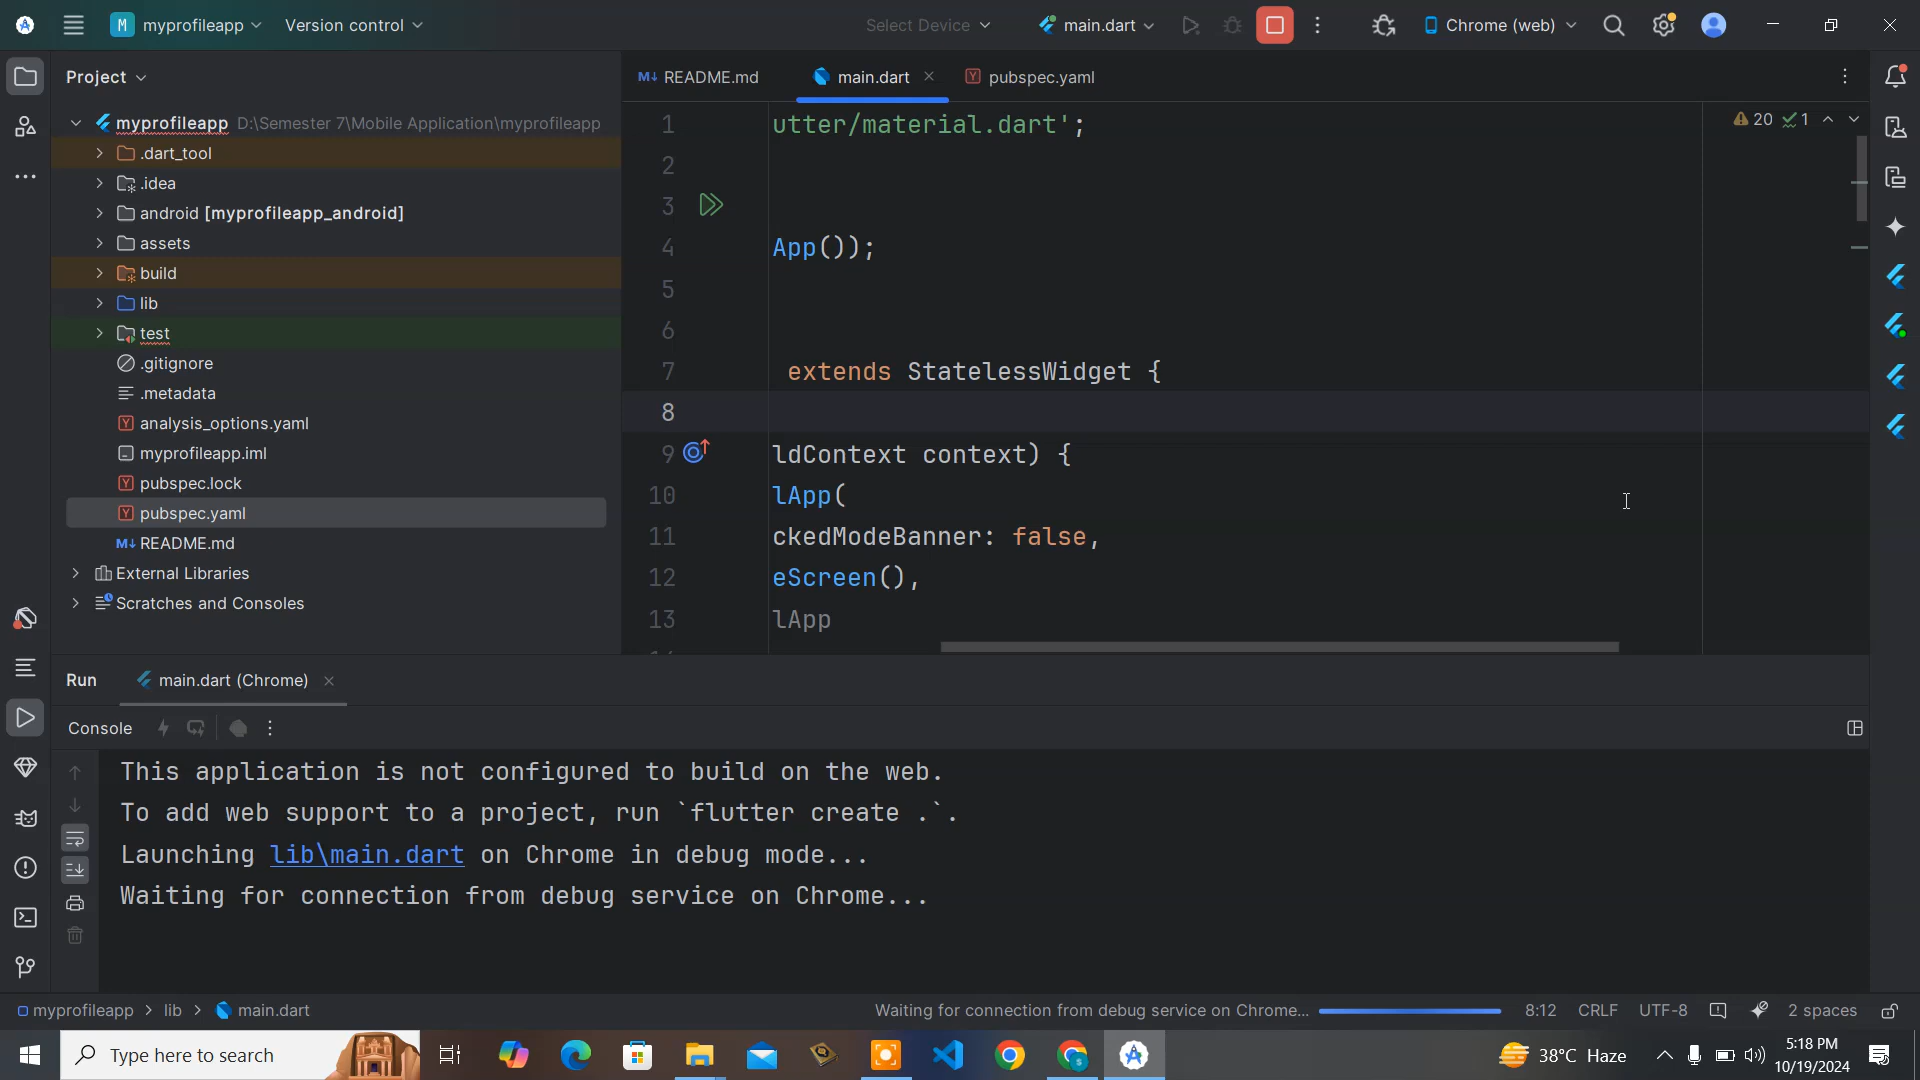 M myprofileapp Version control Select Device main.dart Chrome (web)
Project
myprofileapp D:\Semester 7\Mobile Application\myprofileapp
.dart_tool
.idea
android [myprofileapp_android]
assets
build
lib
test
.gitignore
.metadata
analysis_options.yaml
myprofileapp.iml
pubspec.lock
pubspec.yaml
README.md
External Libraries
Scratches and Consoles
README.md main.dart pubspec.yaml
20 1
1 utter/material.dart';
2
3
4 App());
5
6
7 extends StatelessWidget {
8
9 ldContext context) {
10 lApp(
11 ckedModeBanner: false,
12 eScreen(),
13 lApp
Run main.dart (Chrome)
Console
This application is not configured to build on the web.
To add web support to a project, run `flutter create .`.
Launching lib\main.dart on Chrome in debug mode...
Waiting for connection from debug service on Chrome...
myprofileapp lib main.dart Waiting for connection from debug service on Chrome... 8:12 CRLF UTF-8 2 spaces
Type here to search
38°C Haze
5:18 PM
10/19/2024